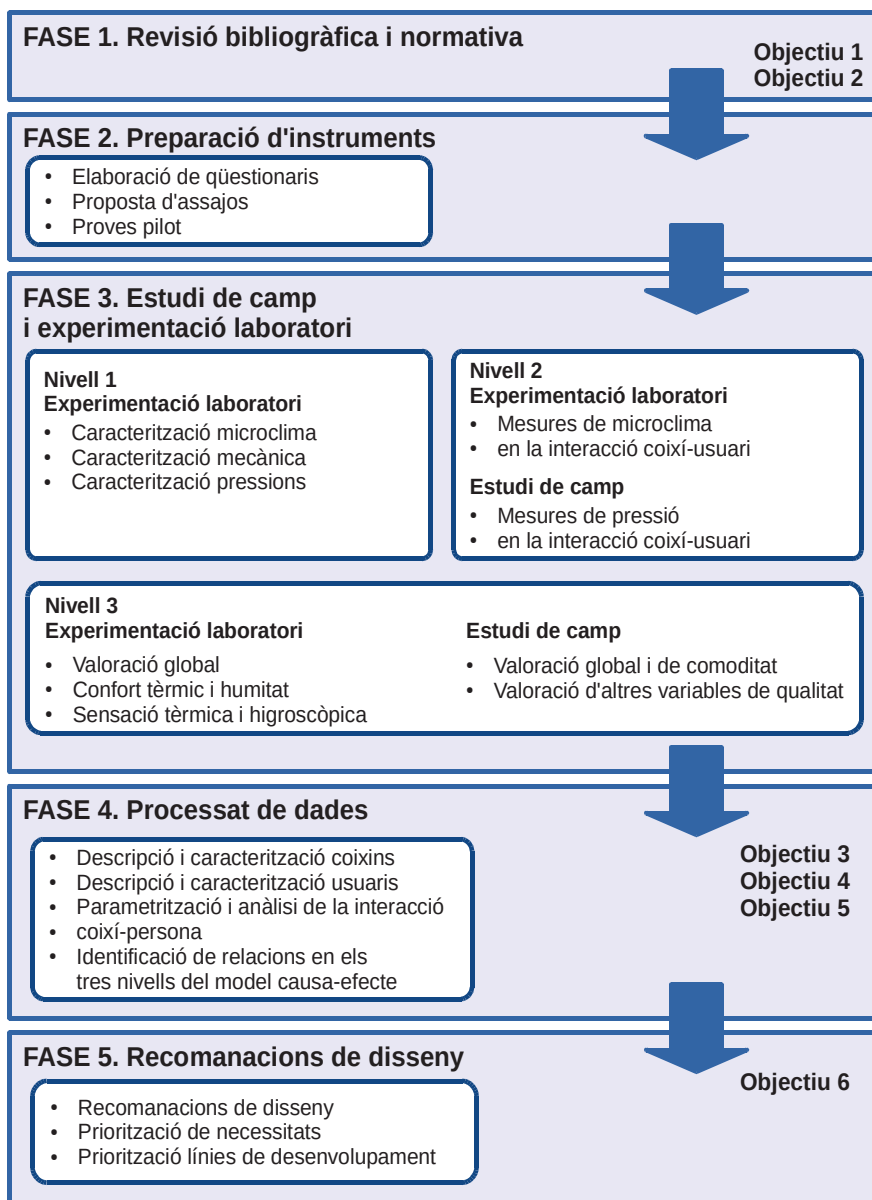 FASE 1. Revisió bibliogràfica i normativa
Objectiu 1
Objectiu 2
FASE 2. Preparació d'instruments
• Elaboració de qüestionaris
• Proposta d'assajos
• Proves pilot
FASE 3. Estudi de camp
i experimentació laboratori
Nivell 1
Experimentació laboratori
• Caracterització microclima
• Caracterització mecànica
• Caracterització pressions
Nivell 2
Experimentació laboratori
• Mesures de microclima
• en la interacció coixí-usuari
Estudi de camp
• Mesures de pressió
• en la interacció coixí-usuari
Nivell 3
Experimentació laboratori
• Valoració global
• Confort tèrmic i humitat
• Sensació tèrmica i higroscòpica
Estudi de camp
• Valoració global i de comoditat
• Valoració d'altres variables de qualitat
FASE 4. Processat de dades
• Descripció i caracterització coixins
• Descripció i caracterització usuaris
• Parametrització i anàlisi de la interacció
• coixí-persona
• Identificació de relacions en els
tres nivells del model causa-efecte
Objectiu 3
Objectiu 4
Objectiu 5
FASE 5. Recomanacions de disseny
• Recomanacions de disseny
• Priorització de necessitats
• Priorització línies de desenvolupament
Objectiu 6